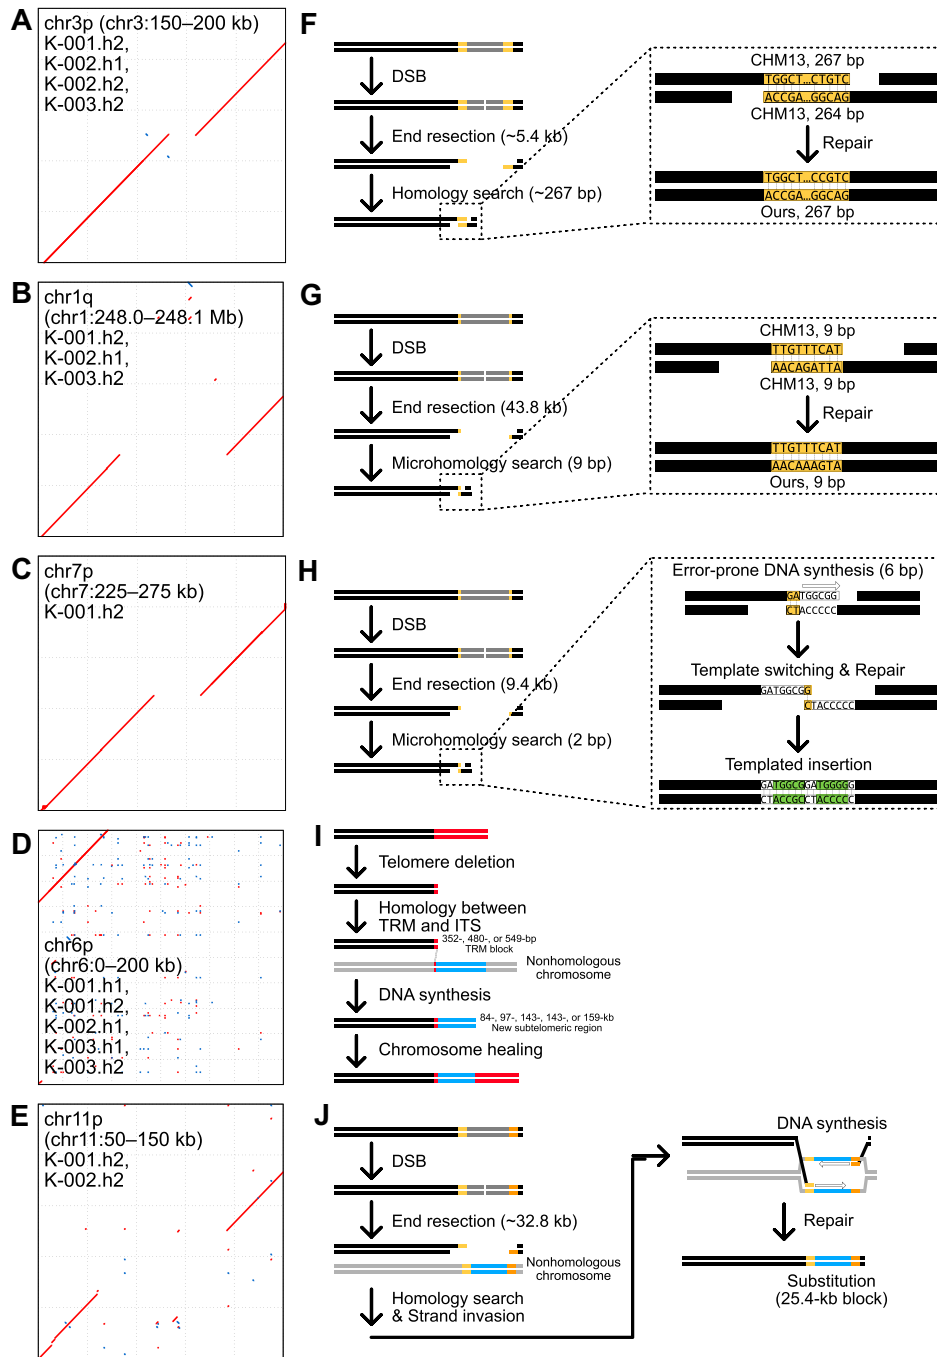 A
chr3p (chr3:150–200 kb)
K-001.h2,
K-002.h1,
K-002.h2,
K-003.h2
B
chr1q
(chr1:248.0–248.1 Mb)
K-001.h2,
K-002.h1,
K-003.h2
C
chr7p
(chr7:225–275 kb)
K-001.h2
D
chr6p
(chr6:0–200 kb)
K-001.h1,
K-001.h2,
K-002.h1,
K-003.h1,
K-003.h2
E
chr11p
(chr11:50–150 kb)
K-001.h2,
K-002.h2
F
DSB
End resection (~5.4 kb)
Homology search (~267 bp)
CHM13, 267 bp
TGGCT…CTGTC
ACCGA…GGCAG
CHM13, 264 bp
Repair
TGGCT…CCGTC
ACCGA…GGCAG
Ours, 267 bp
G
DSB
End resection (43.8 kb)
Microhomology search (9 bp)
CHM13, 9 bp
TTGTTTCAT
AACAGATTA
CHM13, 9 bp
Repair
TTGTTTCAT
AACAAAGTA
Ours, 9 bp
H
DSB
End resection (9.4 kb)
Microhomology search (2 bp)
Error-prone DNA synthesis (6 bp)
GATGGCGG
CTACCCCC
Template switching & Repair
GATGGCGG
CTACCCCC
Templated insertion
GATGGCGGATGGGGG
CTACCGCCTACCCCC
I
Telomere deletion
Homology between
TRM and ITS
352-, 480-, or 549-bp
TRM block
Nonhomologous
chromosome
DNA synthesis
84-, 97-, 143-, 143-, or 159-kb
New subtelomeric region
Chromosome healing
J
DSB
End resection (~32.8 kb)
Nonhomologous
chromosome
Homology search
& Strand invasion
DNA synthesis
Repair
Substitution
(25.4-kb block)